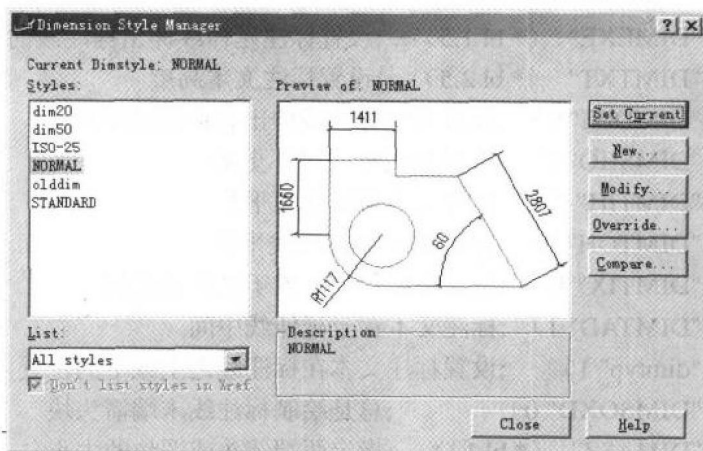 Dimension Style Manager
Current Dimstyle: NORMAL
Styles:
Preview of: NORMAL
dim20
dim50
ISO-25
NORMAL
olddim
STANDARD
1411
1660
2807
60
R1117
Set Current
New...
Modify...
Override...
Compare...
List:
All styles
Don't list styles in Xref
Description
NORMAL
Close
Help